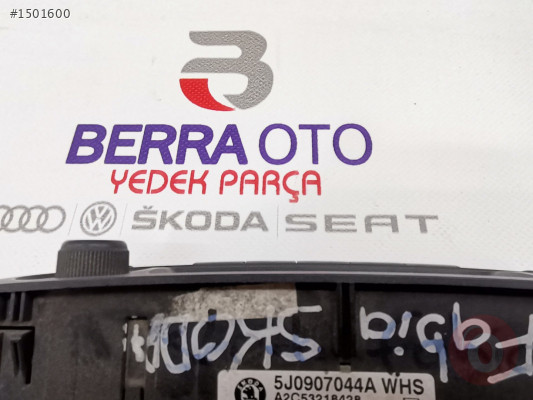 #1501600
BERRA OTO
YEDEK PARÇA
ŠKODA SEAT
Fabia SKODA
5J0907044A WHS